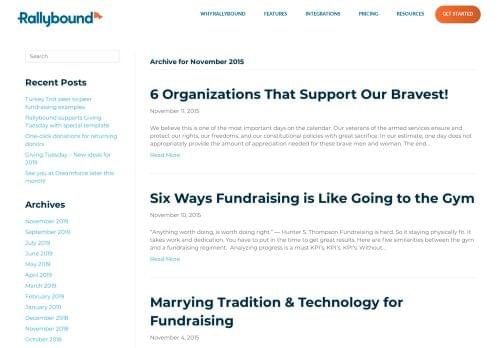 Rallybound
WHY RALLYBOUND
FEATURES
INTEGRATIONS
PRICING
RESOURCES
GET STARTED
Search
Recent Posts
Turkey Trot peer to peer
fundraising examples
Rallybound supports Giving
Tuesday with special template
One-click donations for returning
donors
Giving Tuesday – New ideas for
2019
See you at Dreamforce later this
month!
Archives
November 2019
September 2019
July 2019
June 2019
May 2019
April 2019
March 2019
February 2019
January 2019
December 2018
November 2018
October 2018
Archive for November 2015
6 Organizations That Support Our Bravest!
November 11, 2015
We believe this is one of the most important days on the calendar. Our veterans of the armed services ensure and
protect our rights, our freedoms, and our constitutional policies with great sacrifice. In our estimate, one day does not
appropriately provide the amount of appreciation needed for these brave men and woman. The end...
Read More
Six Ways Fundraising is Like Going to the Gym
November 10, 2015
"Anything worth doing, is worth doing right." — Hunter S. Thompson Fundraising is hard. So it staying physically fit. It
takes work and dedication. You have to put in the time to get great results. Here are five similarities between the gym
and a fundraising regiment. Analyzing progress is a must KPI's, KPI's, KPI's. Without...
Read More
Marrying Tradition & Technology for
Fundraising
November 4, 2015